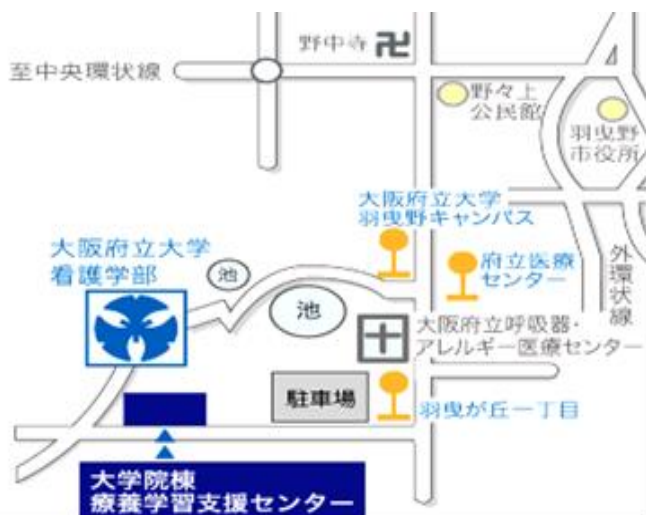 野中寺卍
至中央環状線
野々上
公民館
羽曳野
市役所
大阪府立大学
羽曳野キャンパス
大阪府立大学
看護学部
池
府立医療
センター
外環状線
池
大阪府立呼吸器・
アレルギー医療センター
駐車場
羽曳が丘一丁目
大学院棟
療養学習支援センター